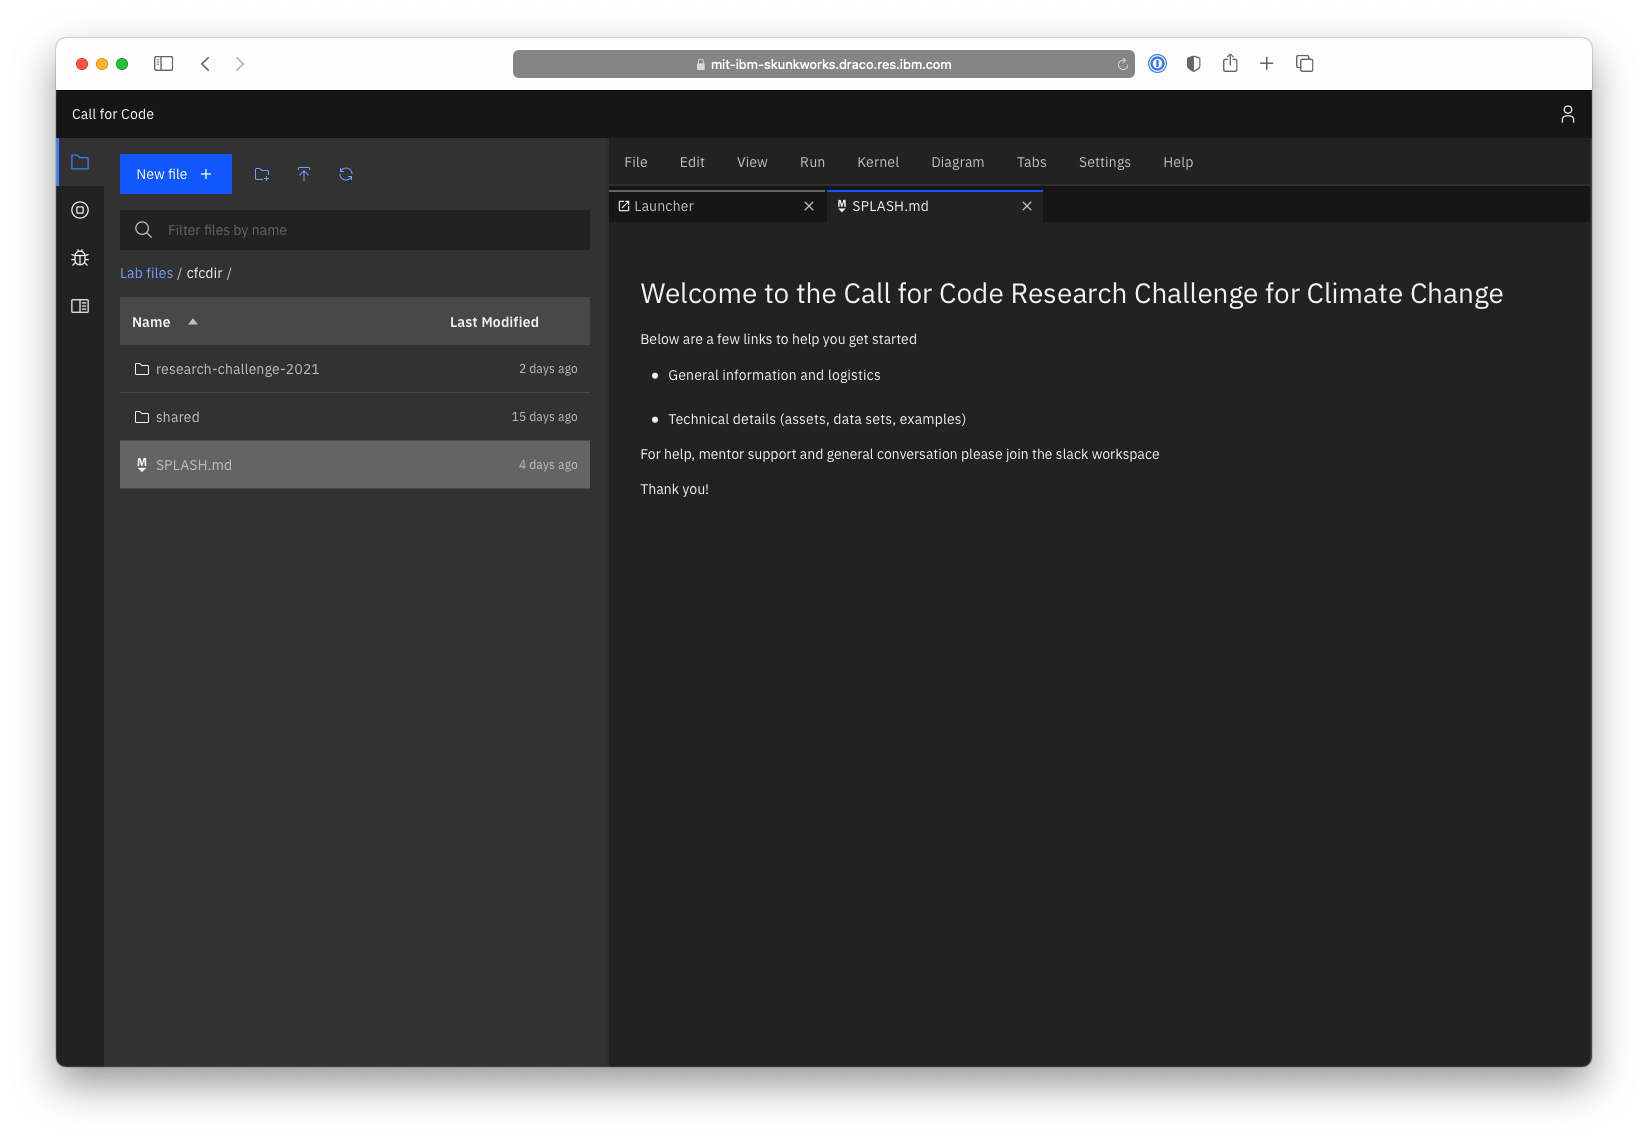 mit-ibm-skunkworks.draco.res.ibm.com
Call for Code
New file
Filter files by name
Lab files / cfcdir /
Name Last Modified
research-challenge-2021 2 days ago
shared 15 days ago
SPLASH.md 4 days ago
File Edit View Run Kernel Diagram Tabs Settings Help
Launcher SPLASH.md
Welcome to the Call for Code Research Challenge for Climate Change
Below are a few links to help you get started
General information and logistics
Technical details (assets, data sets, examples)
For help, mentor support and general conversation please join the slack workspace
Thank you!